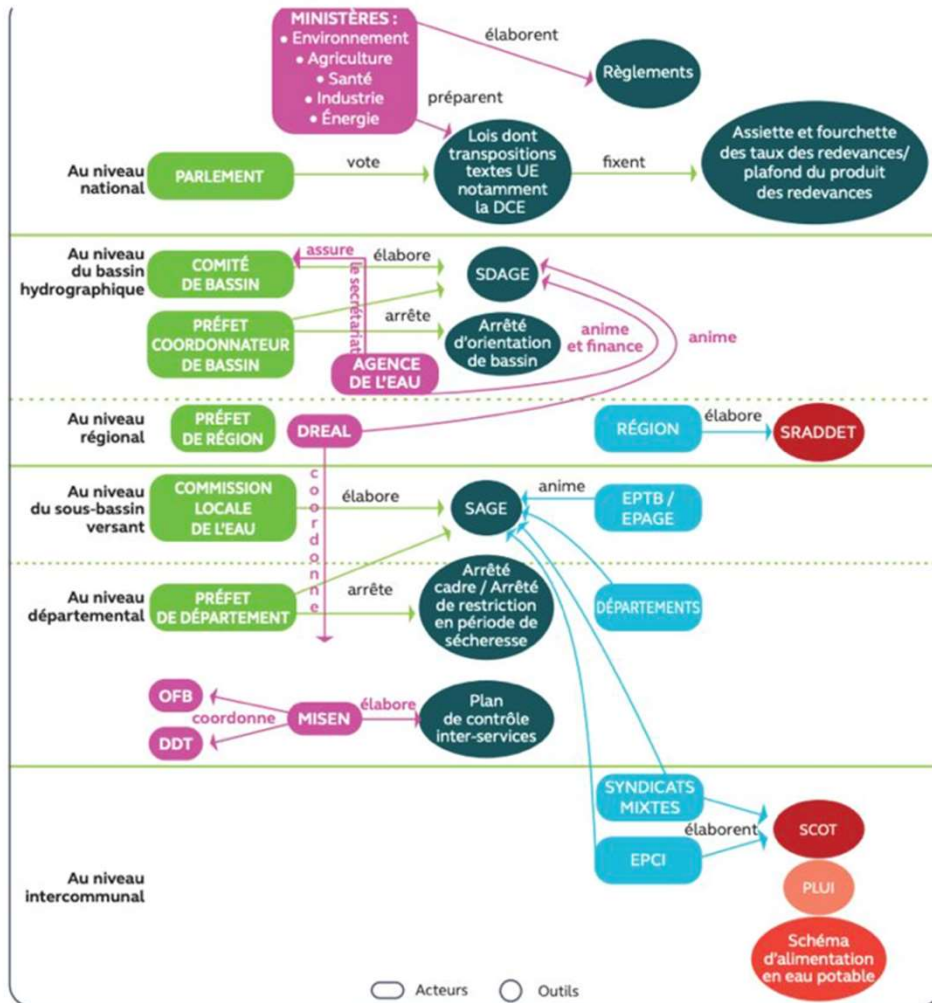 MINISTÈRES :
• Environnement
• Agriculture
• Santé
• Industrie
• Énergie
élaborent
Règlements
préparent
Au niveau
national
PARLEMENT
vote
Lois dont
transpositions
textes UE
notamment
la DCE
fixent
Assiette et fourchette
des taux des redevances/
plafond du produit
des redevances
Au niveau
du bassin
hydrographique
COMITÉ
DE BASSIN
assure
le secrétariat
élabore
SDAGE
PRÉFET
COORDONNATEUR
DE BASSIN
arrête
Arrêté
d'orientation
de bassin
anime
et finance
anime
AGENCE
DE L'EAU
Au niveau
régional
PRÉFET
DE RÉGION
DREAL
RÉGION
élabore
SRADDET
coordonne
Au niveau
du sous-bassin
versant
COMMISSION
LOCALE
DE L'EAU
élabore
SAGE
anime
EPTB /
EPAGE
Au niveau
départemental
PRÉFET
DE DÉPARTEMENT
arrête
Arrêté
cadre / Arrêté
de restriction
en période de
sécheresse
DÉPARTEMENTS
OFB
DDT
coordonne
MISEN
élabore
Plan
de contrôle
inter-services
Au niveau
intercommunal
SYNDICATS
MIXTES
élaborent
EPCI
SCOT
PLUI
Schéma
d'alimentation
en eau potable
Acteurs
Outils